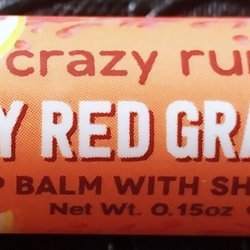 crazy ru
Y RED GRA
P BALM WITH SH
Net Wt. 0.15oz